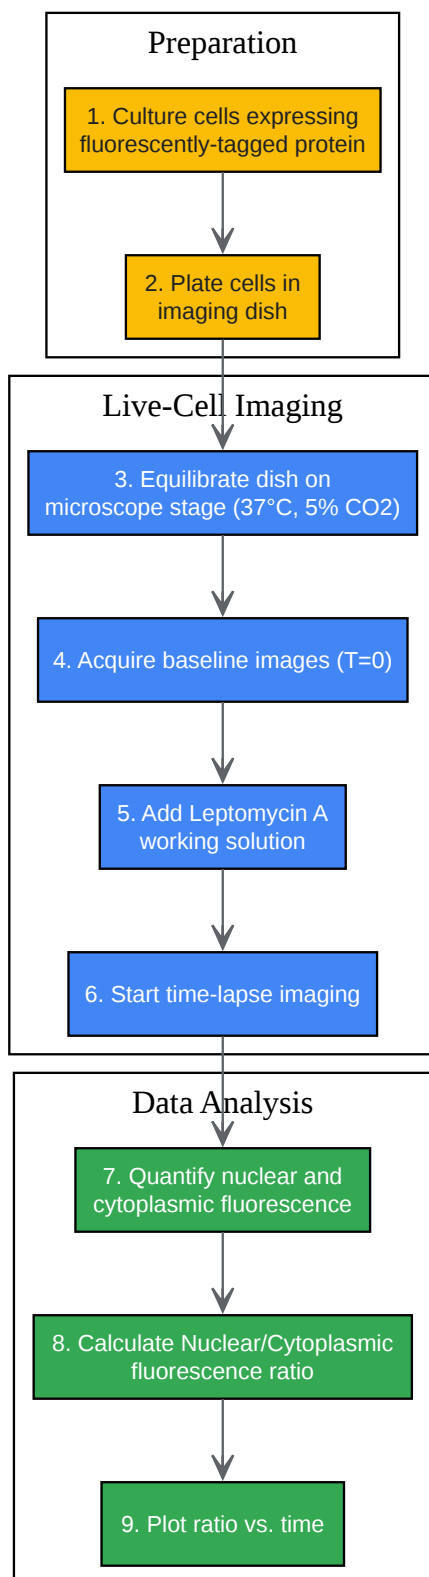 Preparation
1. Culture cells expressing
fluorescently-tagged protein
2. Plate cells in
imaging dish
Live-Cell Imaging
3. Equilibrate dish on
microscope stage (37°C, 5% CO2)
4. Acquire baseline images (T=0)
5. Add Leptomycin A
working solution
6. Start time-lapse imaging
Data Analysis
7. Quantify nuclear and
cytoplasmic fluorescence
8. Calculate Nuclear/Cytoplasmic
fluorescence ratio
9. Plot ratio vs. time